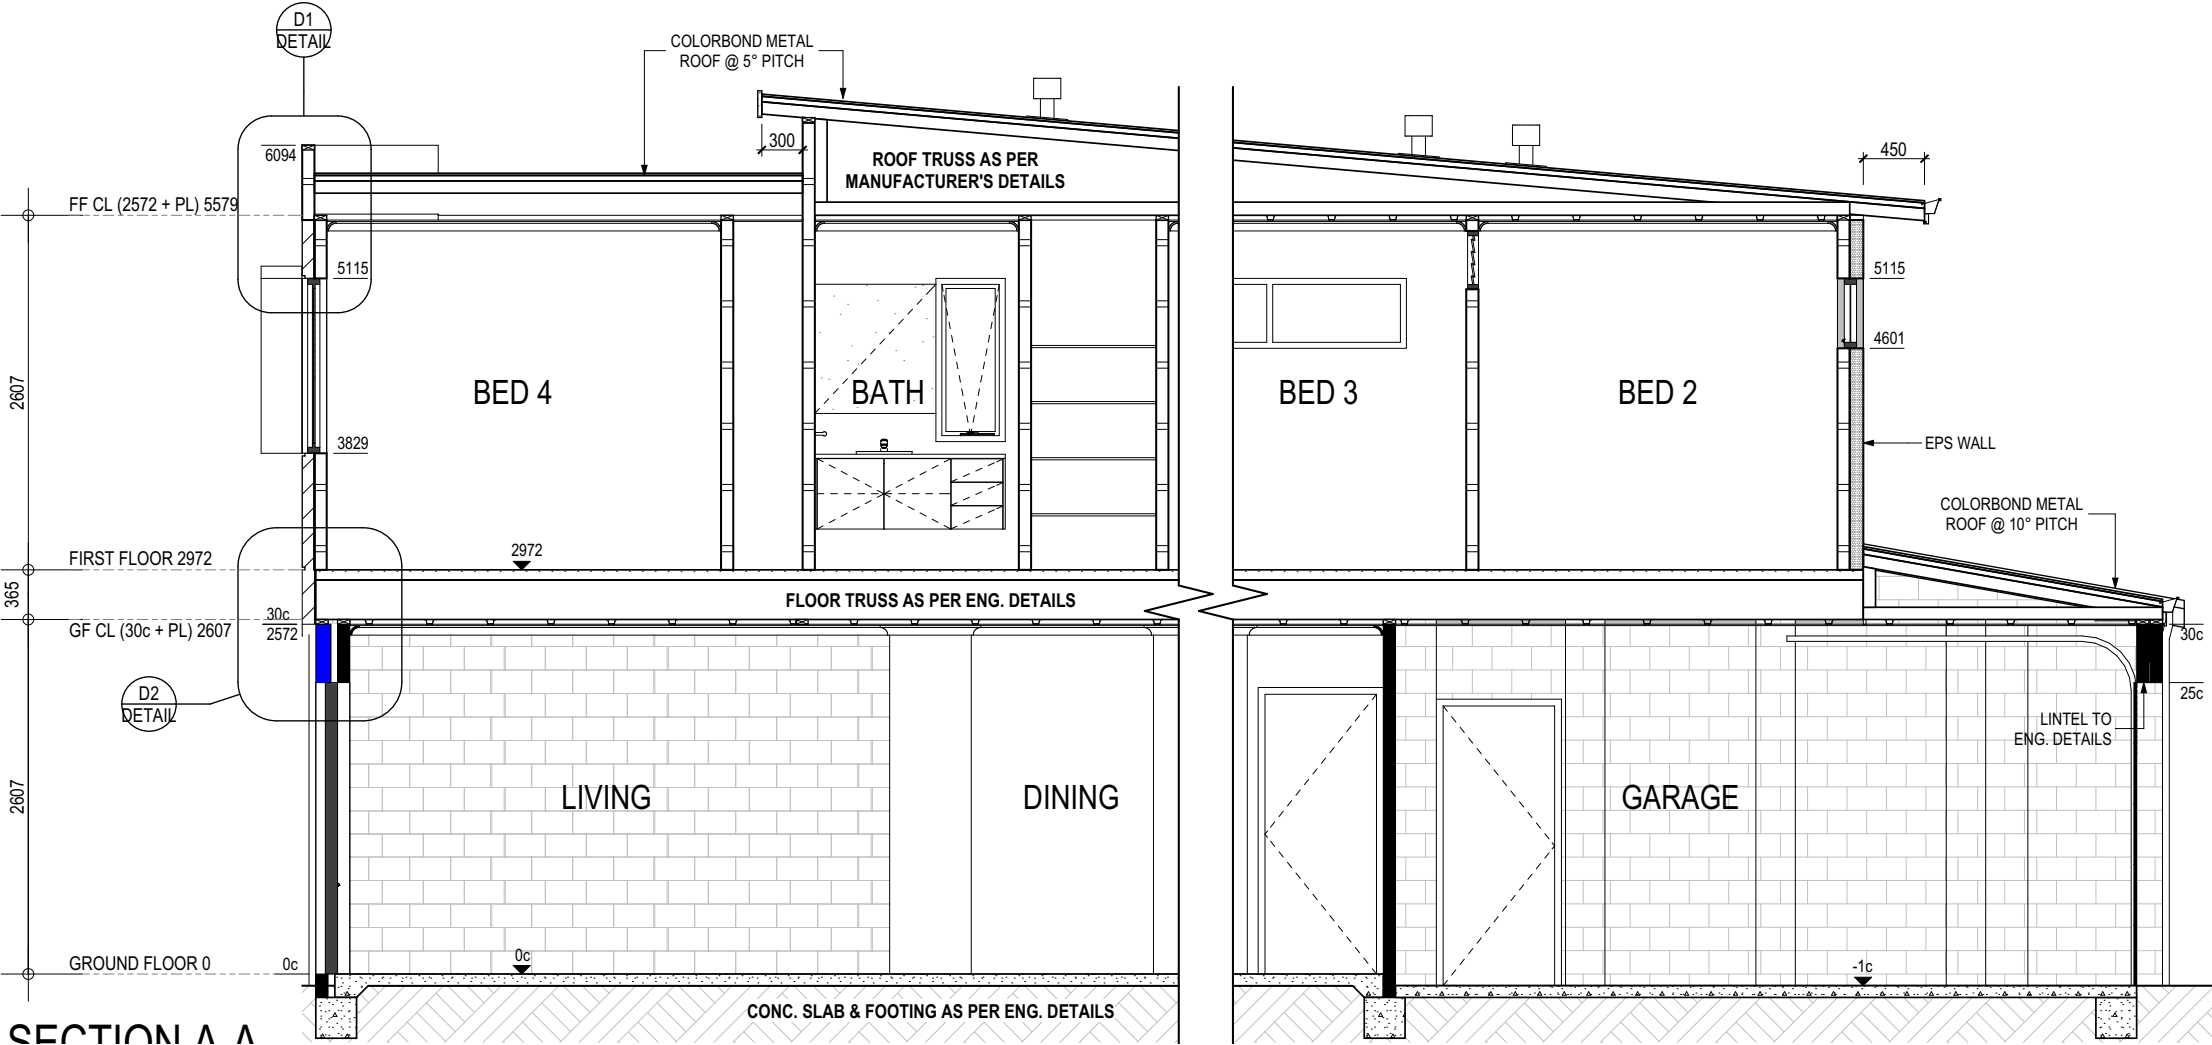 D1
DETAIL
COLORBOND METAL
ROOF @ 5° PITCH
300
ROOF TRUSS AS PER
MANUFACTURER'S DETAILS
450
6094
FF CL (2572 + PL) 5579
5115
5115
4601
2607
BED 4
BATH
BED 3
BED 2
3829
EPS WALL
COLORBOND METAL
ROOF @ 10° PITCH
FIRST FLOOR 2972
2972
365
FLOOR TRUSS AS PER ENG. DETAILS
30c
GF CL (30c + PL) 2607
2572
30c
25c
D2
DETAIL
LINTEL TO
ENG. DETAILS
2607
LIVING
DINING
GARAGE
GROUND FLOOR 0
0c
0c
-1c
CONC. SLAB & FOOTING AS PER ENG. DETAILS
SECTION A-A